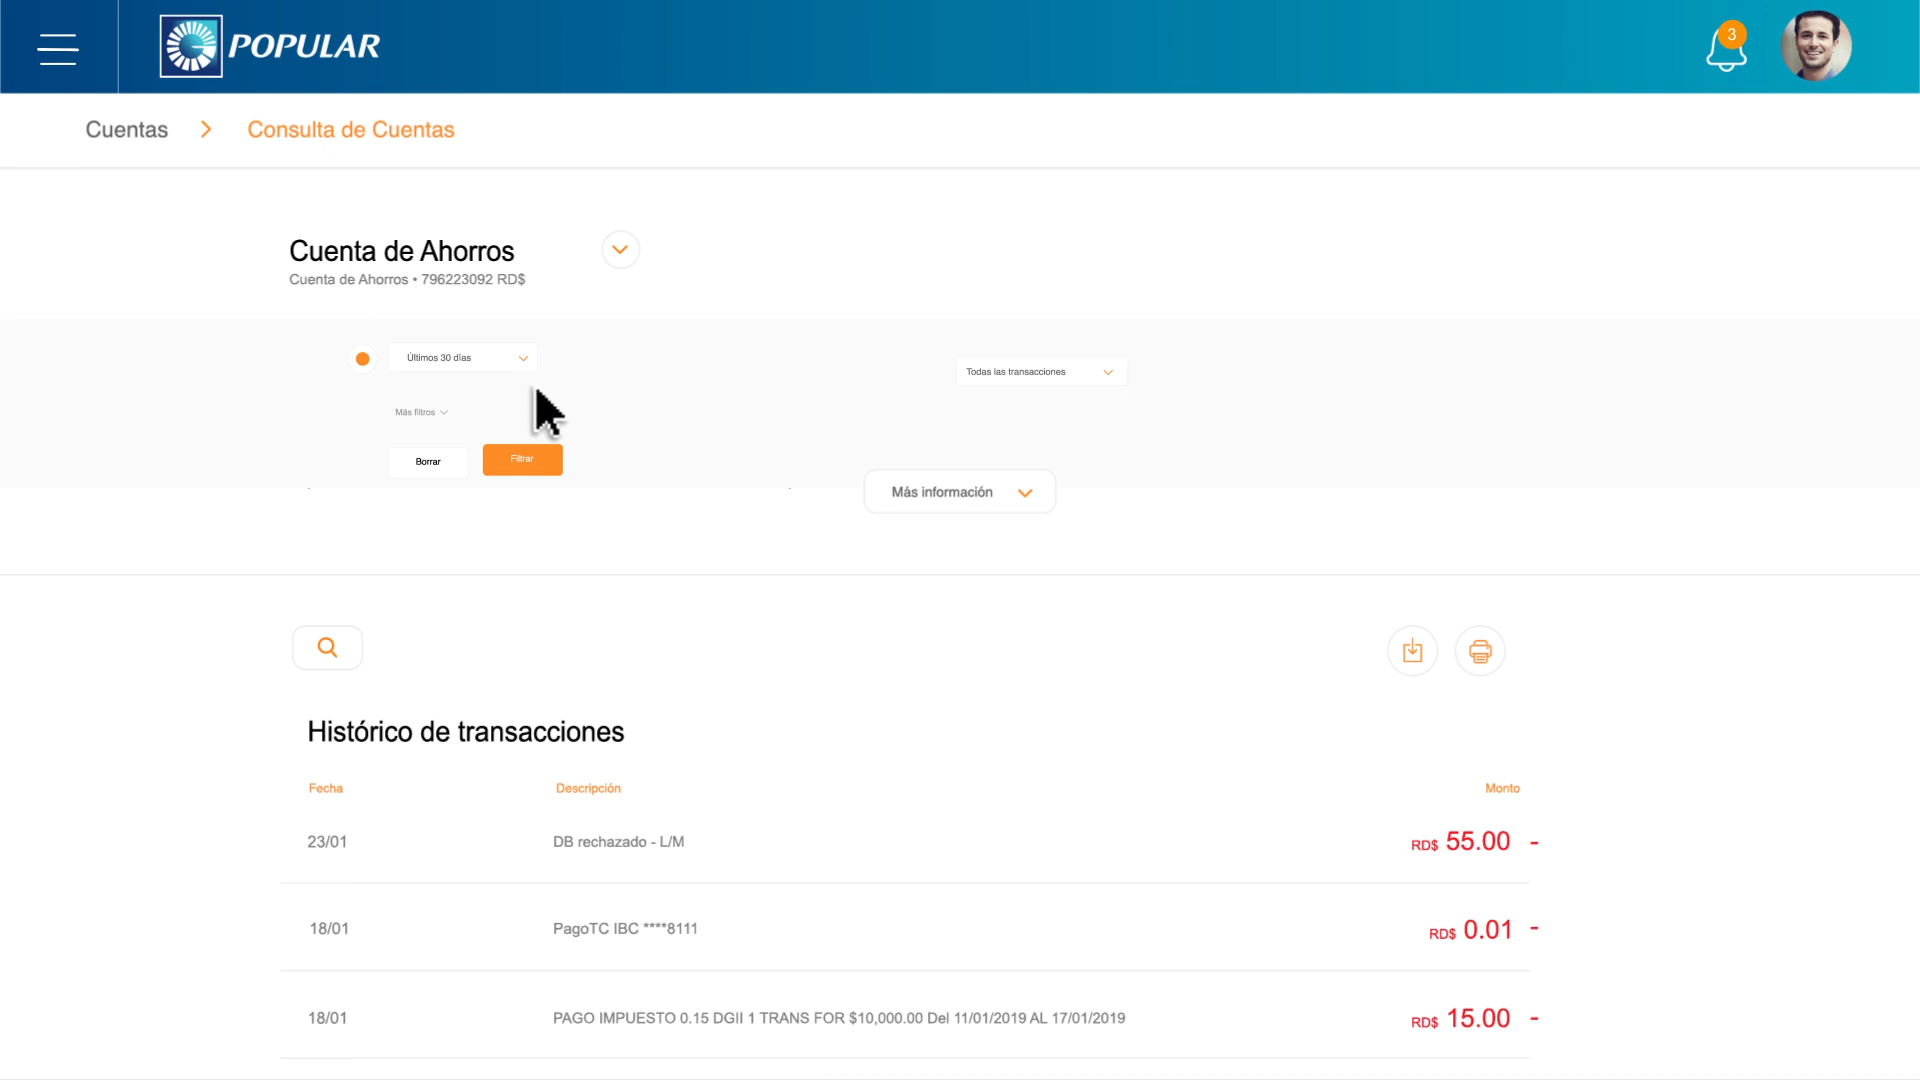 POPULAR
3
Cuentas > Consulta de Cuentas
Cuenta de Ahorros
Cuenta de Ahorros • 796223092 RD$
Últimos 30 días
Todas las transacciones
Más filtros
Borrar
Filtrar
Más información
Histórico de transacciones
Fecha Descripción Monto
23/01 DB rechazado - L/M RD$ 55.00 -
18/01 PagoTC IBC ****8111 RD$ 0.01 -
18/01 PAGO IMPUESTO 0.15 DGII 1 TRANS FOR $10,000.00 Del 11/01/2019 AL 17/01/2019 RD$ 15.00 -